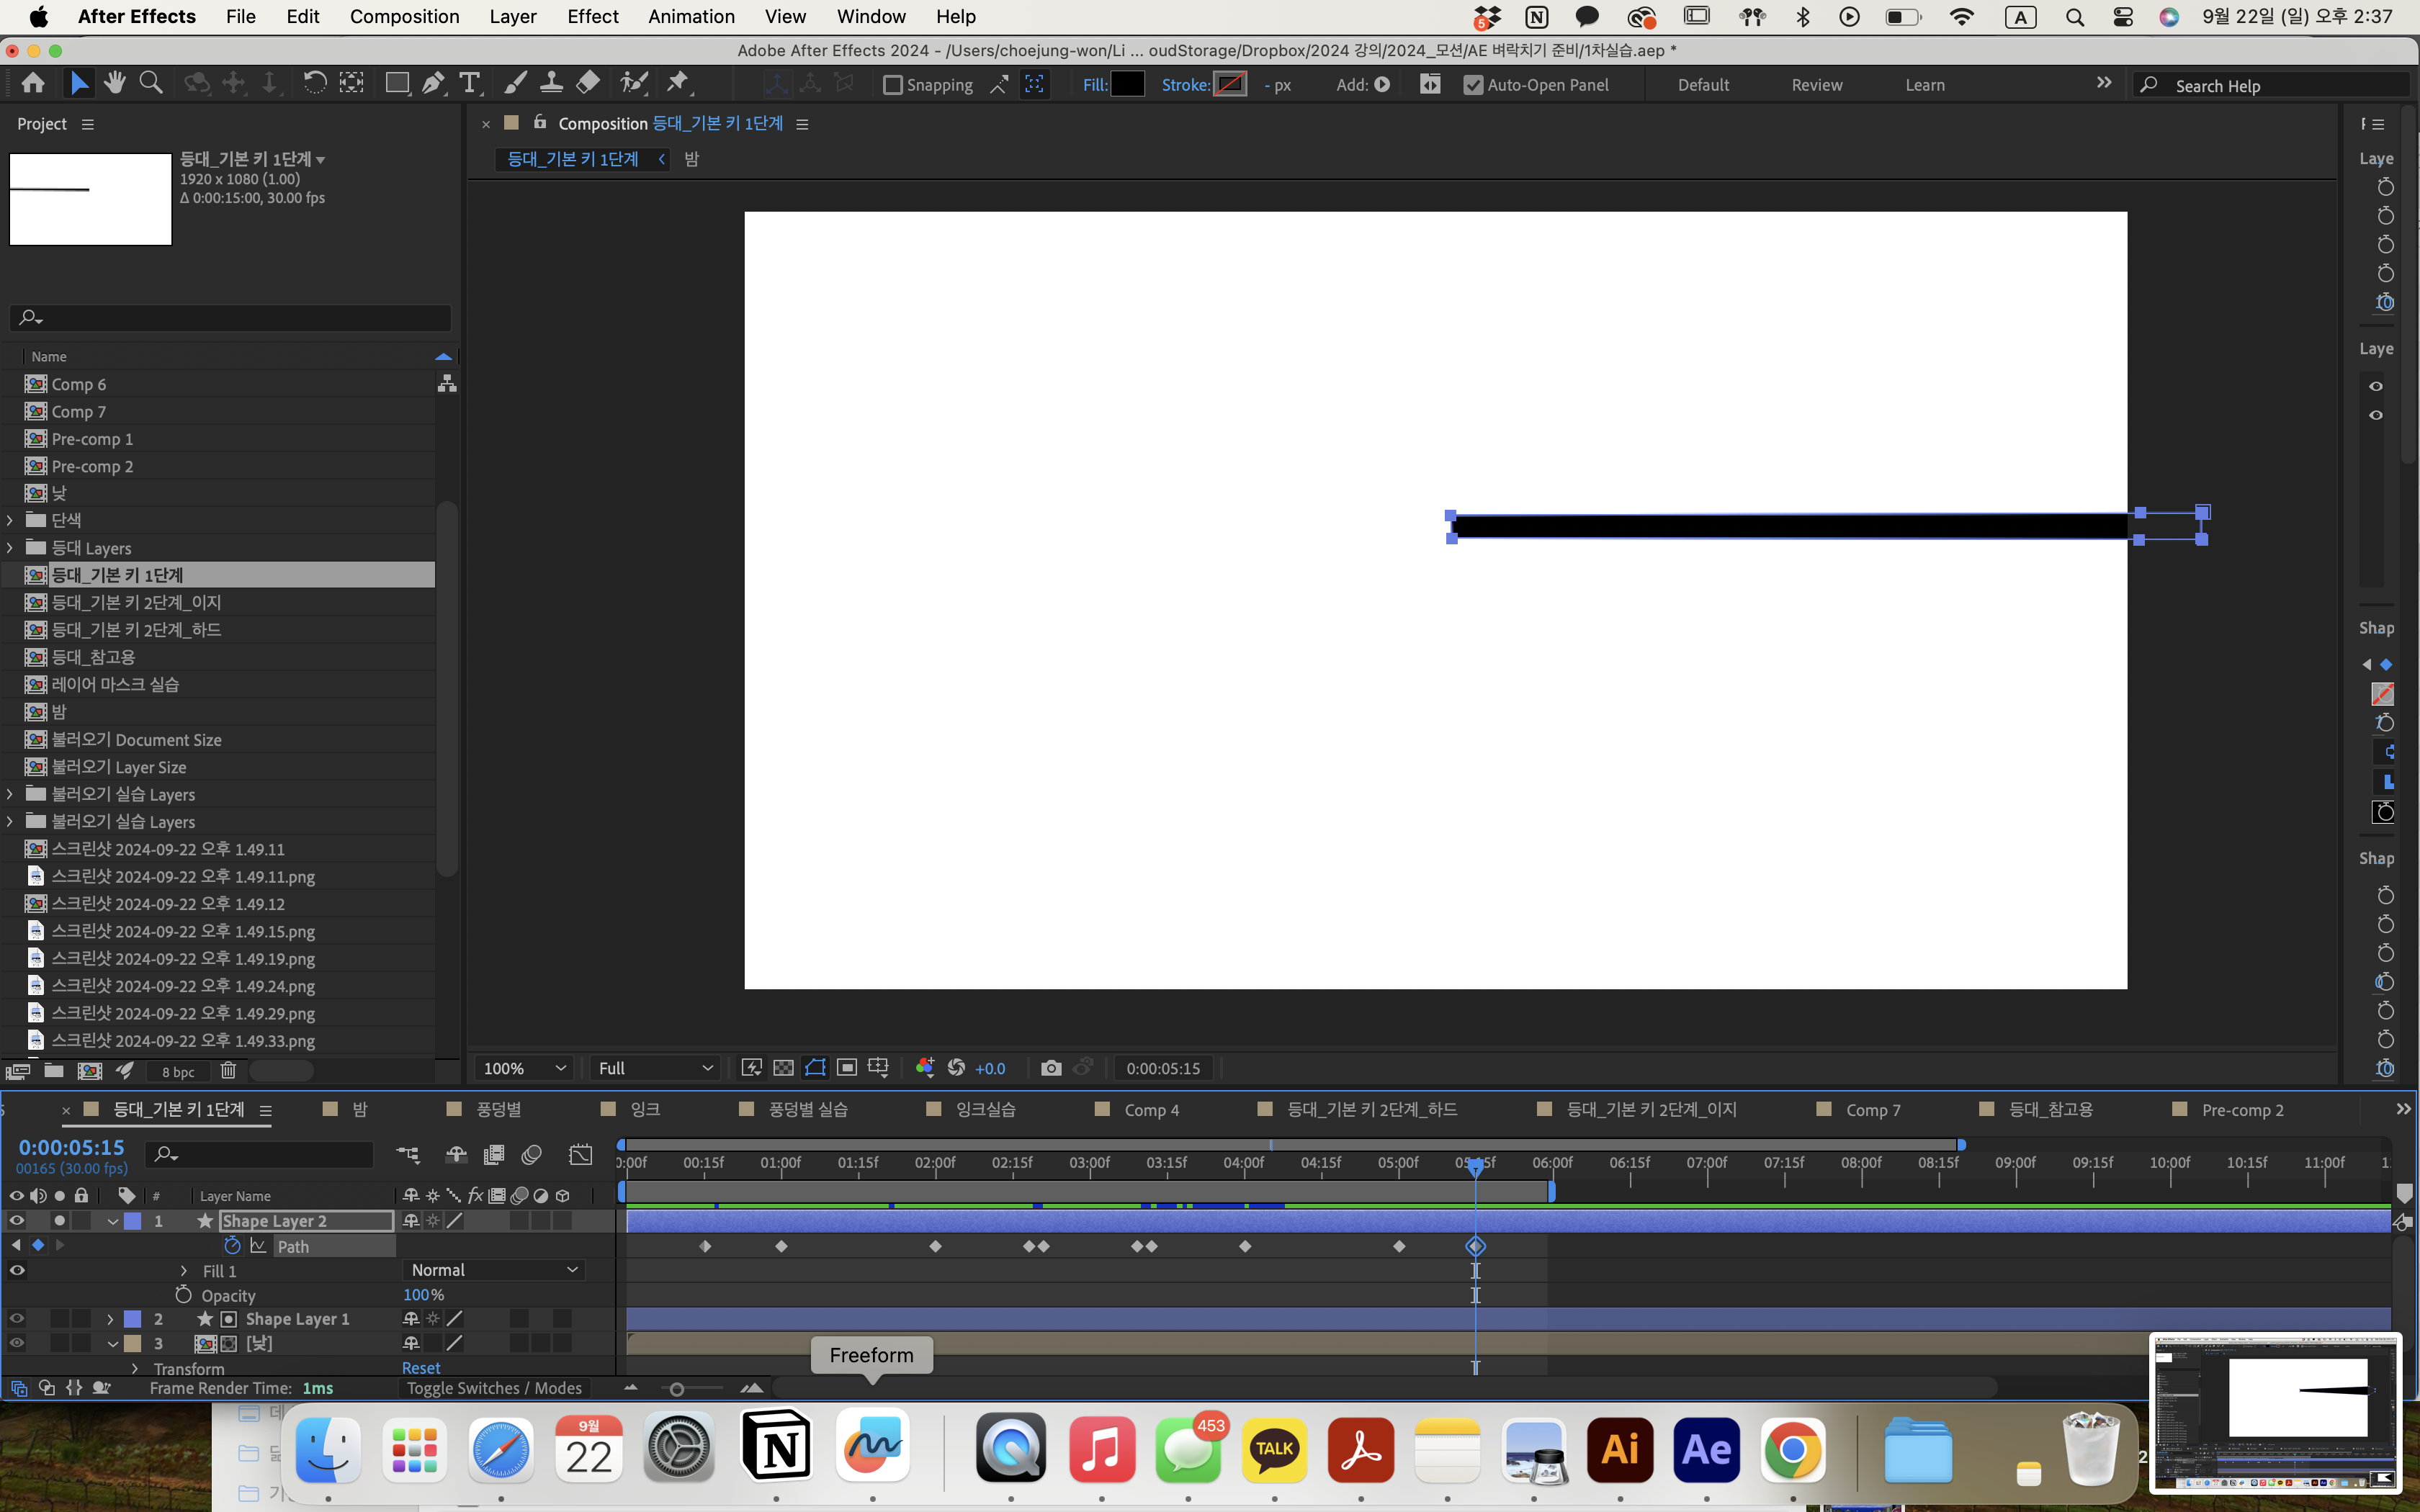 After Effects File Edit Composition Layer Effect Animation View Window Help
5 N A 9월 22일 (일) 오후 2:37
Adobe After Effects 2024 - /Users/choejung-won/Li ... oudStorage/Dropbox/2024 강의/2024_모션/AE 벼락치기 준비/1차실습.aep *
T Snapping Fill: Stroke: - px Add: Auto-Open Panel Default Review Learn Search Help
Project
등대_기본 키 1단계
1920 x 1080 (1.00)
Δ 0:00:15:00, 30.00 fps
Name
Comp 6
Comp 7
Pre-comp 1
Pre-comp 2
낮
단색
등대 Layers
등대_기본 키 1단계
등대_기본 키 2단계_이지
등대_기본 키 2단계_하드
등대_참고용
레이어 마스크 실습
밤
불러오기 Document Size
불러오기 Layer Size
불러오기 실습 Layers
불러오기 실습 Layers
스크린샷 2024-09-22 오후 1.49.11
스크린샷 2024-09-22 오후 1.49.11.png
스크린샷 2024-09-22 오후 1.49.12
스크린샷 2024-09-22 오후 1.49.15.png
스크린샷 2024-09-22 오후 1.49.19.png
스크린샷 2024-09-22 오후 1.49.24.png
스크린샷 2024-09-22 오후 1.49.29.png
스크린샷 2024-09-22 오후 1.49.33.png
8 bpc
Composition 등대_기본 키 1단계
등대_기본 키 1단계 밤
100% Full +0.0 0:00:05:15
Laye
Laye
Shap
Shap
등대_기본 키 1단계 밤 풍덩별 잉크 풍덩별 실습 잉크실습 Comp 4 등대_기본 키 2단계_하드 등대_기본 키 2단계_이지 Comp 7 등대_참고용 Pre-comp 2
0:00:05:15
00165 (30.00 fps)
):00f 00:15f 01:00f 01:15f 02:00f 02:15f 03:00f 03:15f 04:00f 04:15f 05:00f 06:00f 06:15f 07:00f 07:15f 08:00f 08:15f 09:00f 09:15f 10:00f 10:15f 11:00f
# Layer Name fx
1 Shape Layer 2
Path
Fill 1 Normal
Opacity 100%
2 Shape Layer 1
3 [낮]
Transform Reset
Frame Render Time: 1ms Toggle Switches / Modes
Freeform
9월
22
N
453
TALK
Ai
Ae